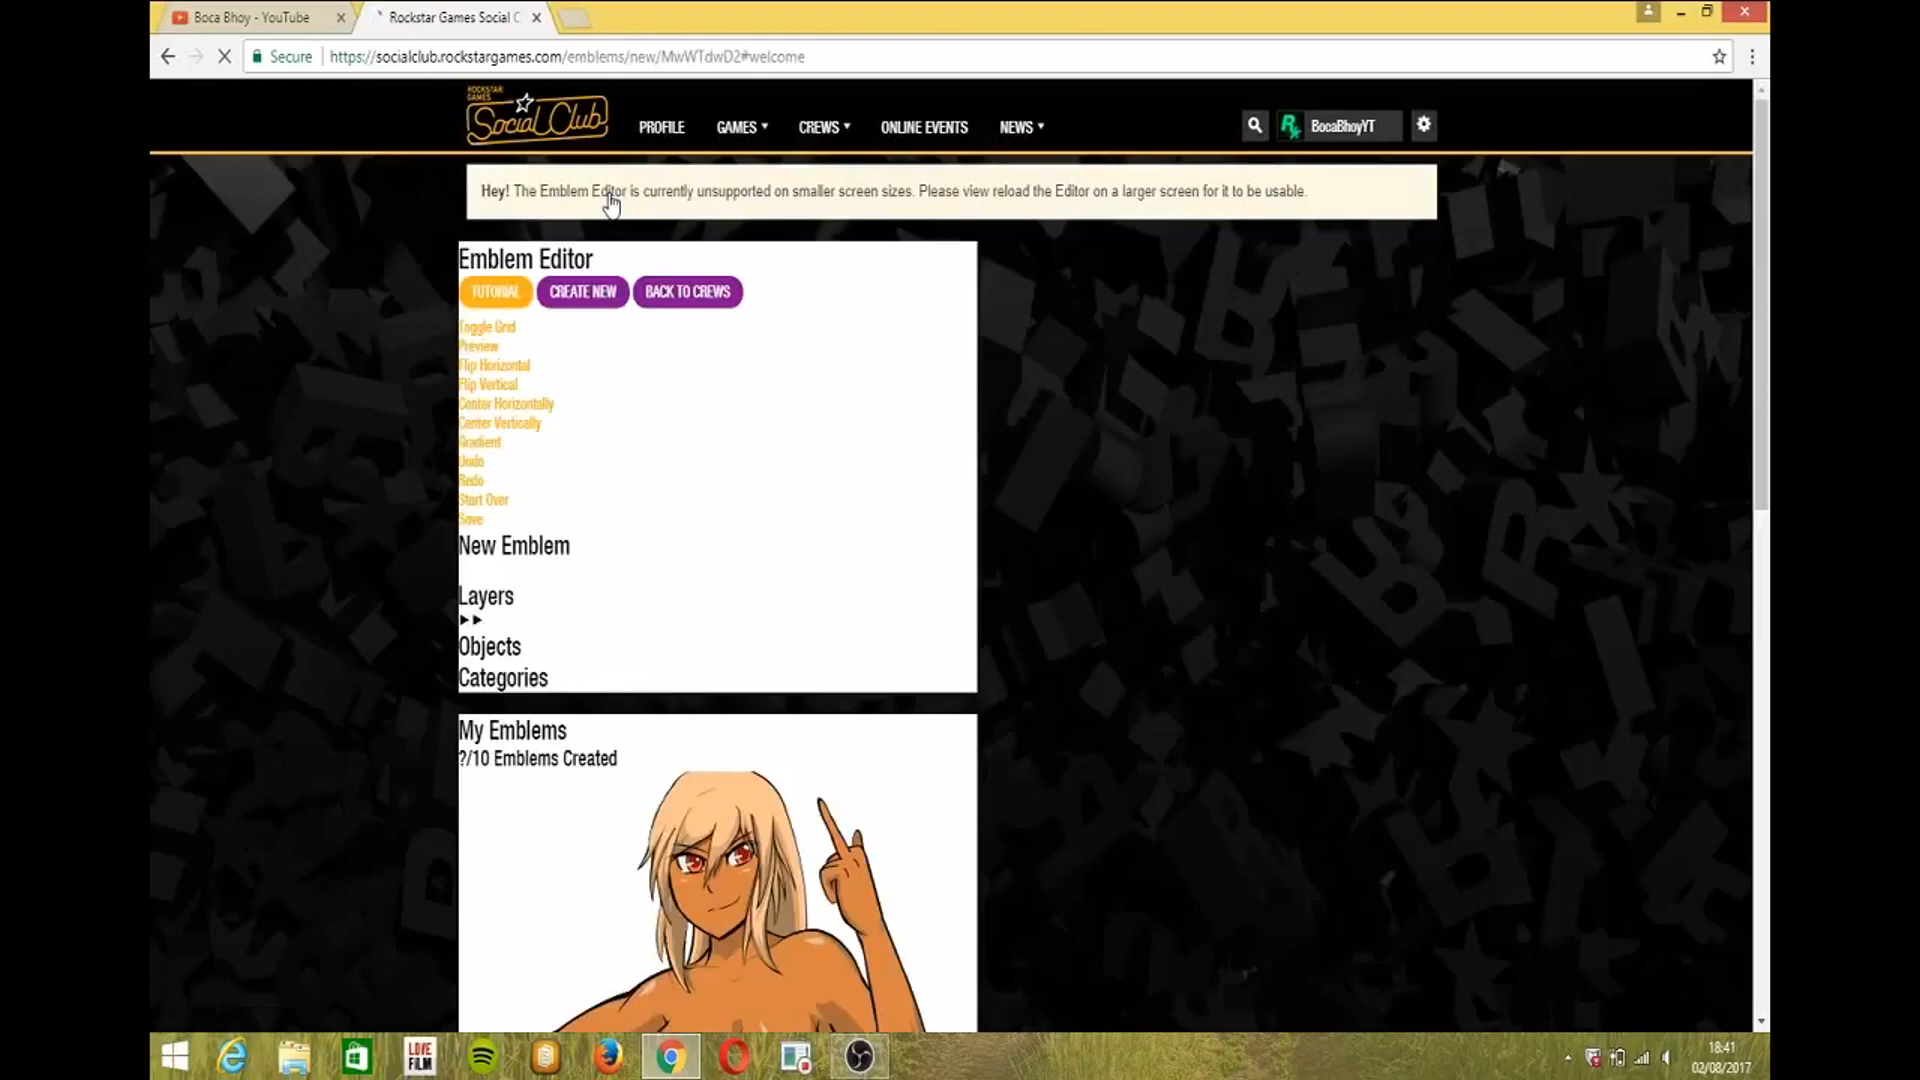 Boca Bhoy - YouTube
Rockstar Games Social C
Secure
https://socialclub.rockstargames.com/emblems/new/MwWTdwD2#welcome
ROCKSTAR GAMES
Social Club
PROFILE GAMES CREWS ONLINE EVENTS NEWS
BocaBhoyYT
Hey! The Emblem Editor is currently unsupported on smaller screen sizes. Please view reload the Editor on a larger screen for it to be usable.
Emblem Editor
TUTORIAL CREATE NEW BACK TO CREWS
Toggle Grid
Preview
Flip Horizontal
Flip Vertical
Center Horizontally
Center Vertically
Gradient
Undo
Redo
Start Over
Save
New Emblem
Layers
Objects
Categories
My Emblems
?/10 Emblems Created
LOVE
FiLM
18:41
02/08/2017